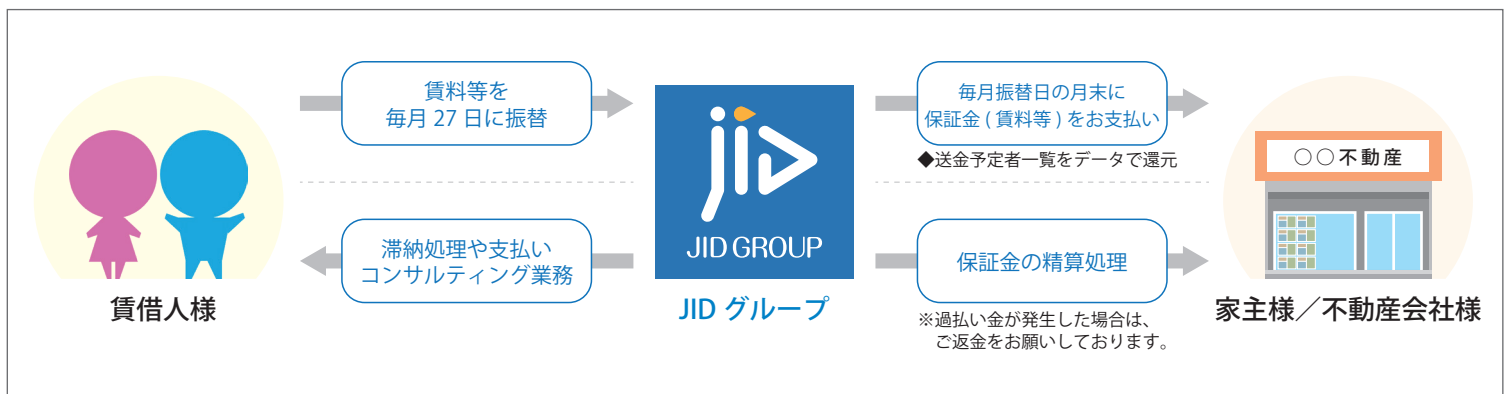 賃料等を
毎月 27 日に振替
jiD
JID GROUP
毎月振替日の月末に
保証金 ( 賃料等 ) をお支払い
◆送金予定者一覧をデータで還元
○○不動産
滞納処理や支払い
コンサルティング業務
保証金の精算処理
※過払い金が発生した場合は、
ご返金をお願いしております。
賃借人様
JID グループ
家主様／不動産会社様